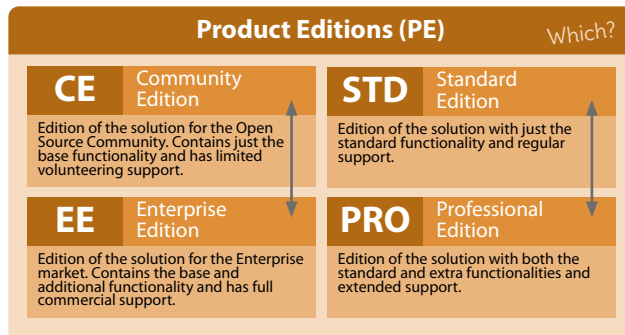 Product Editions (PE)
Which?
CE
Community
Edition
Edition of the solution for the Open
Source Community. Contains just the
base functionality and has limited
volunteering support.
STD
Standard
Edition
Edition of the solution with just the
standard functionality and regular
support.
EE
Enterprise
Edition
Edition of the solution for the Enterprise
market. Contains the base and
additional functionality and has full
commercial support.
PRO
Professional
Edition
Edition of the solution with both the
standard and extra functionalities and
extended support.